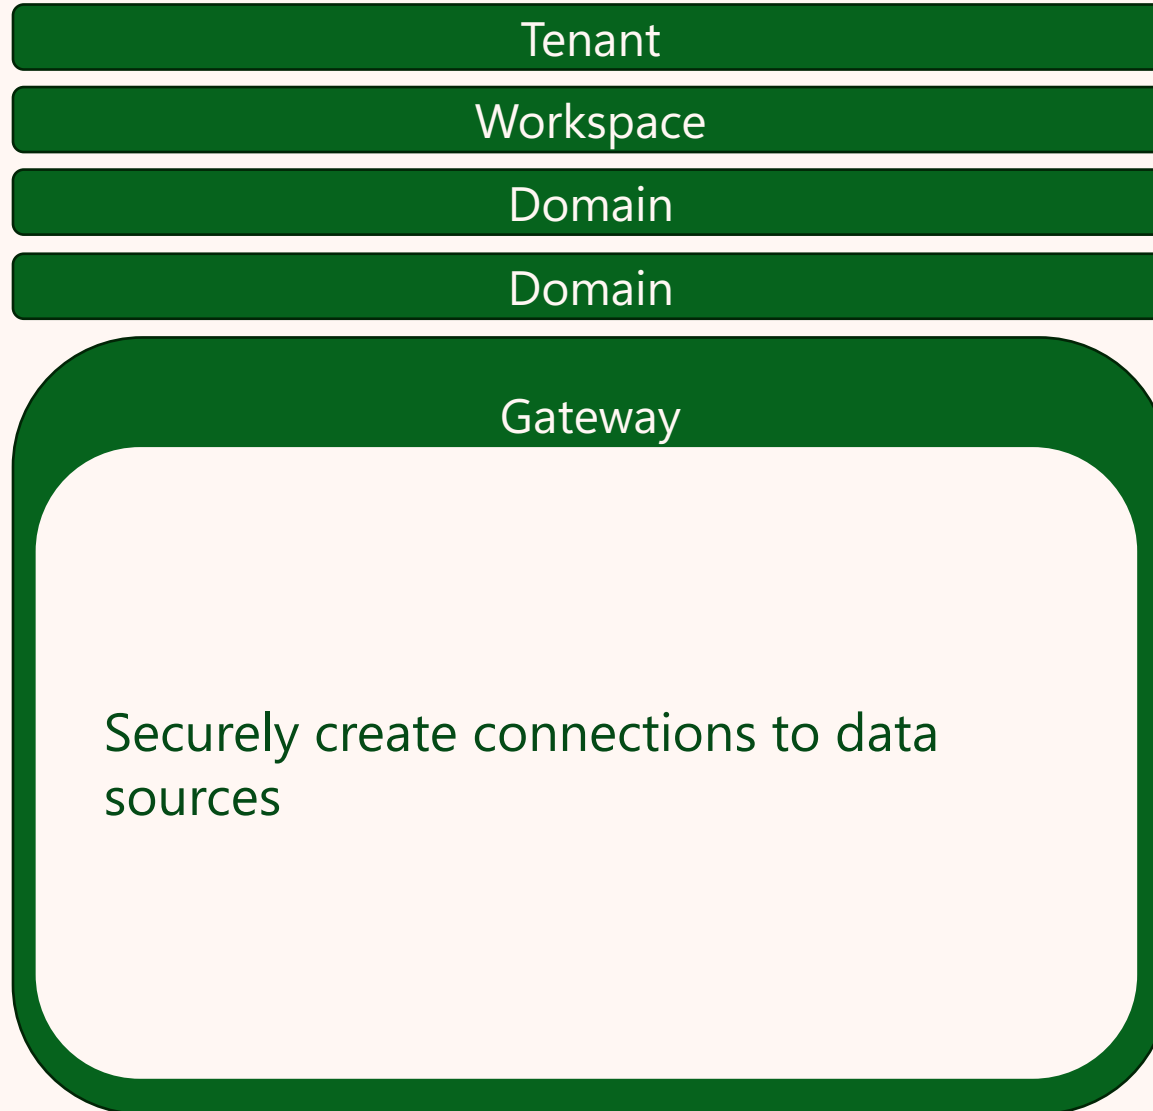 Tenant
Workspace
Domain
Domain
Gateway
Securely create connections to data
sources